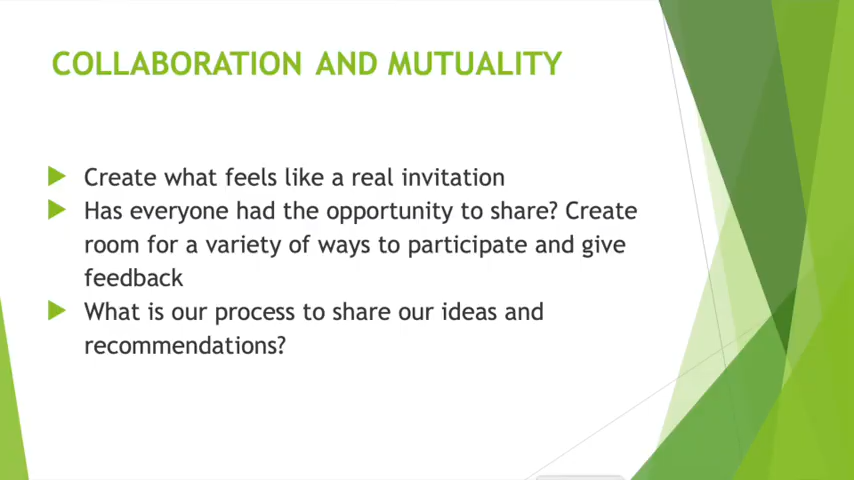 COLLABORATION AND MUTUALITY
Create what feels like a real invitation
Has everyone had the opportunity to share? Create
room for a variety of ways to participate and give
feedback
What is our process to share our ideas and
recommendations?